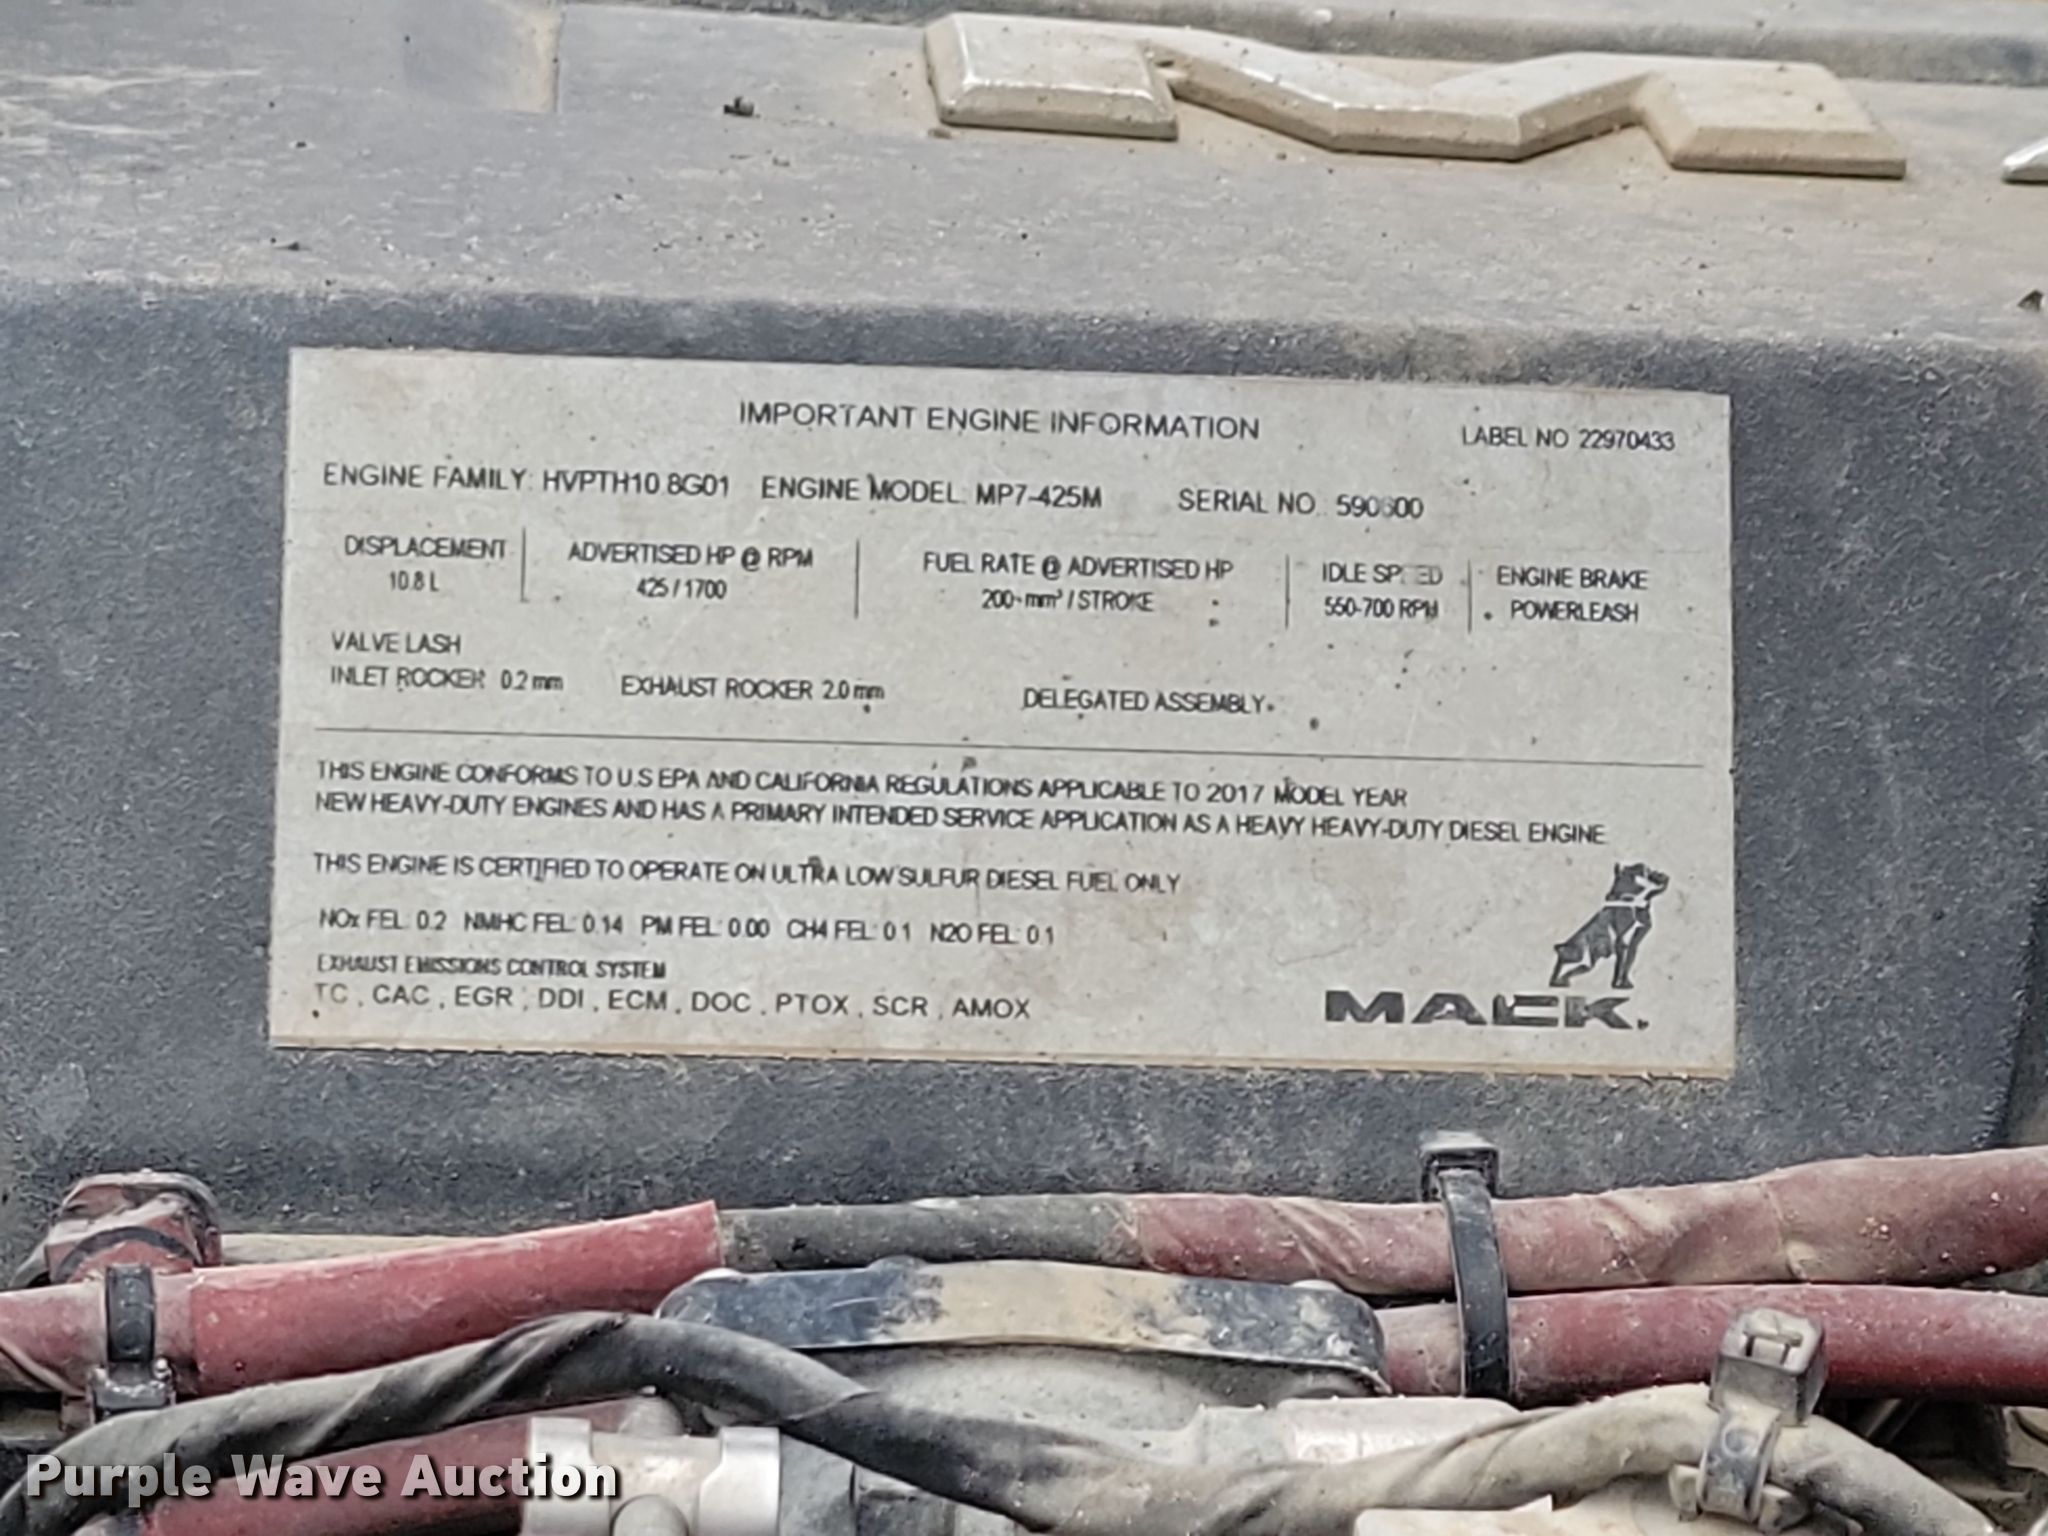 IMPORTANT ENGINE INFORMATION
LABEL NO 22970433
ENGINE FAMILY: HVPTH10.8G01 ENGINE MODEL: MP7-425M SERIAL NO. 590600
DISPLACEMENT
10.8 L
ADVERTISED HP @ RPM
425 / 1700
FUEL RATE @ ADVERTISED HP
200 mm³ / STROKE
IDLE SPEED
550-700 RPM
ENGINE BRAKE
POWERLEASH
VALVE LASH
INLET ROCKER 0.2 mm EXHAUST ROCKER 2.0 mm DELEGATED ASSEMBLY
THIS ENGINE CONFORMS TO U.S EPA AND CALIFORNIA REGULATIONS APPLICABLE TO 2017 MODEL YEAR
NEW HEAVY-DUTY ENGINES AND HAS A PRIMARY INTENDED SERVICE APPLICATION AS A HEAVY HEAVY-DUTY DIESEL ENGINE
THIS ENGINE IS CERTIFIED TO OPERATE ON ULTRA LOW SULFUR DIESEL FUEL ONLY
NOx FEL: 0.2 NMHC FEL: 0.14 PM FEL: 0.00 CH4 FEL: 0.1 N2O FEL: 0.1
EXHAUST EMISSIONS CONTROL SYSTEM
TC , CAC , EGR , DDI , ECM , DOC , PTOX , SCR , AMOX
MACK
Purple Wave Auction